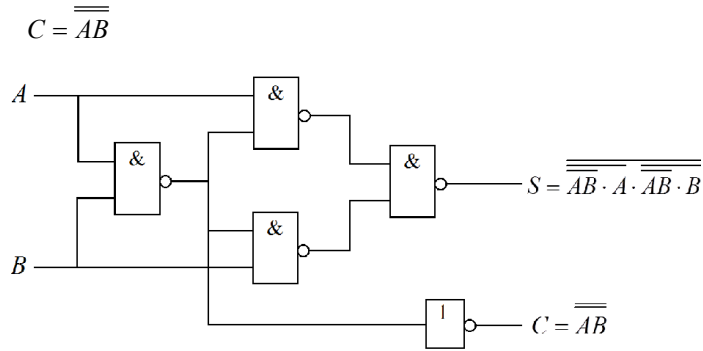 C = \overline{\overline{AB}}
A
&
&
&
&
B
1
S = \overline{\overline{\overline{AB} \cdot A} \cdot \overline{\overline{AB} \cdot B}}
C = \overline{\overline{AB}}